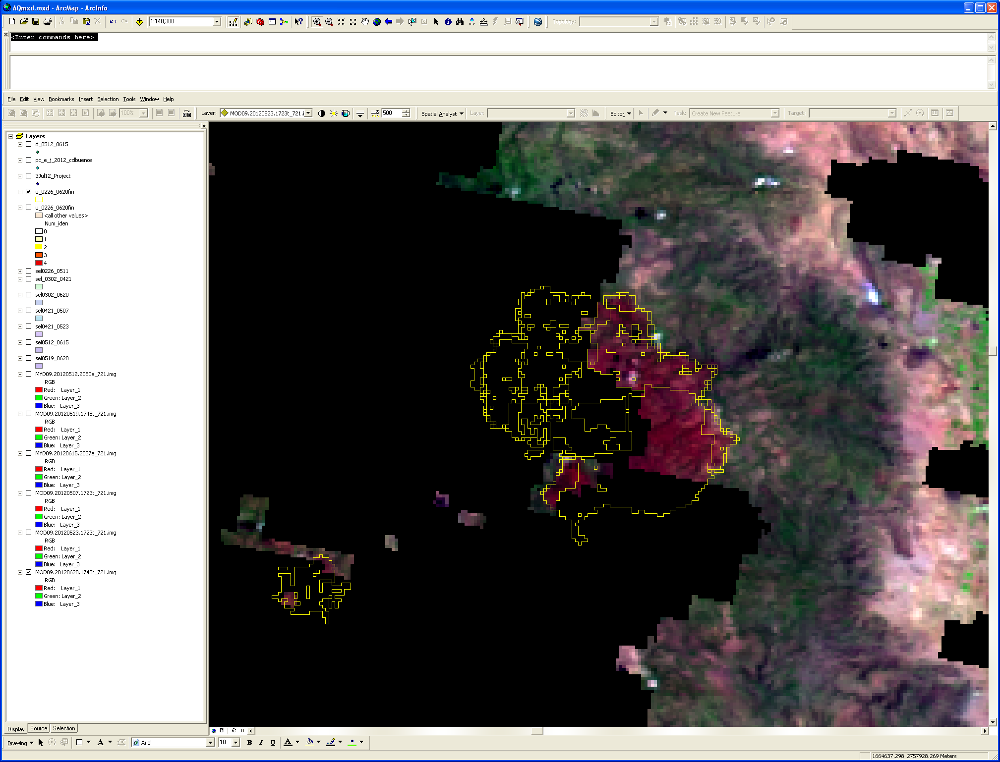 AQmxd.mxd - ArcMap - ArcInfo
1:148,300
Topology:
<Enter commands here>
File Edit View Bookmarks Insert Selection Tools Window Help
100%
Layer: MOD09.20120523.1723t_721.i
500
Spatial Analyst
Layer:
Editor
Task: Create New Feature
Target:
Layers
d_0512_0615
pc_e_j_2012_cclbuenos
3Jul12_Project
u_0226_0620fin
u_0226_0620fin
<all other values>
Num_iden
0
1
2
3
4
sel0226_0511
sel_0302_0421
sel0302_0620
sel0421_0507
sel0421_0523
sel0512_0615
sel0519_0620
MYD09.20120512.2050a_721.img
RGB
Red: Layer_1
Green: Layer_2
Blue: Layer_3
MOD09.20120519.1748t_721.img
RGB
Red: Layer_1
Green: Layer_2
Blue: Layer_3
MYD09.20120615.2037a_721.img
RGB
Red: Layer_1
Green: Layer_2
Blue: Layer_3
MOD09.20120507.1723t_721.img
RGB
Red: Layer_1
Green: Layer_2
Blue: Layer_3
MOD09.20120523.1723t_721.img
RGB
Red: Layer_1
Green: Layer_2
Blue: Layer_3
MOD09.20120620.1748t_721.img
RGB
Red: Layer_1
Green: Layer_2
Blue: Layer_3
Display Source Selection
Drawing A Arial 10 B I U A
1664637.298 2757928.269 Meters